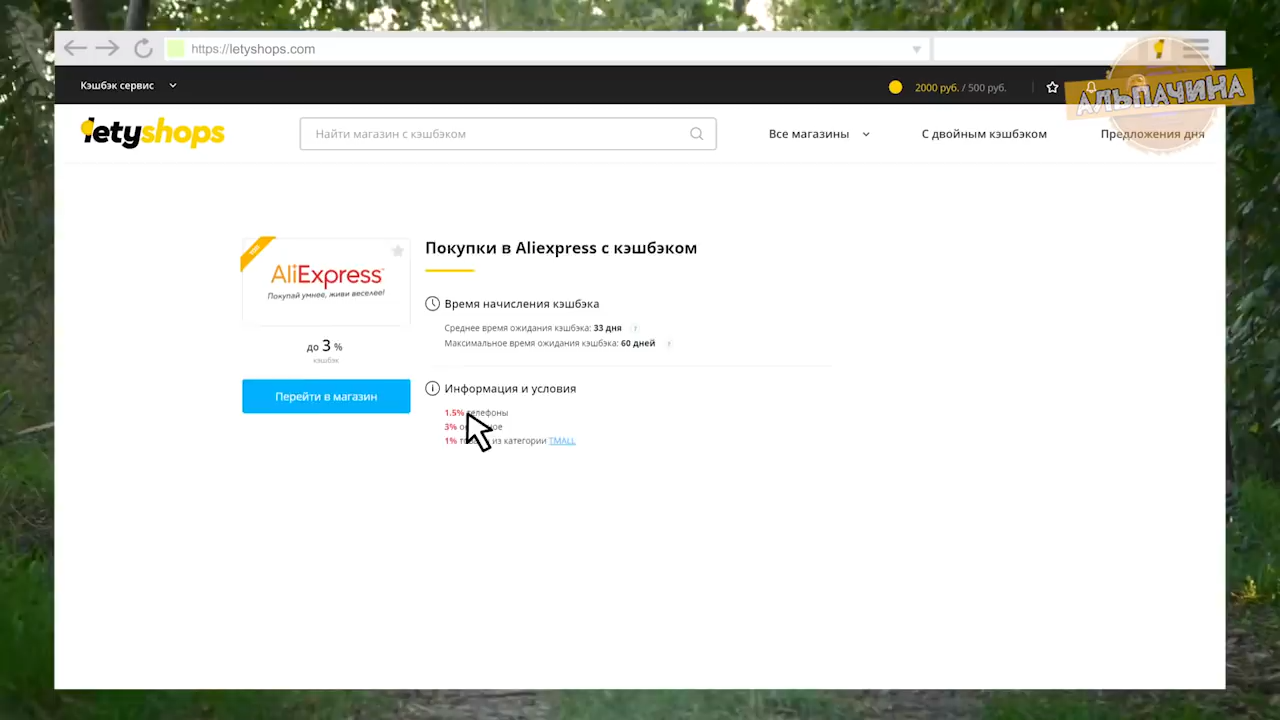 https://letyshops.com
Кэшбэк сервис
2000 руб. / 500 руб.
АЛЬПАЧИНА
letyshops
Найти магазин с кэшбэком
Все магазины
С двойным кэшбэком
Предложения дня
AliExpress
Покупай умнее, живи веселее!
до 3 %
кэшбэк
Перейти в магазин
Покупки в Aliexpress с кэшбэком
Время начисления кэшбэка
Среднее время ожидания кэшбэка: 33 дня
Максимальное время ожидания кэшбэка: 60 дней
Информация и условия
1.5% телефоны
3%
1% из категории TMALL